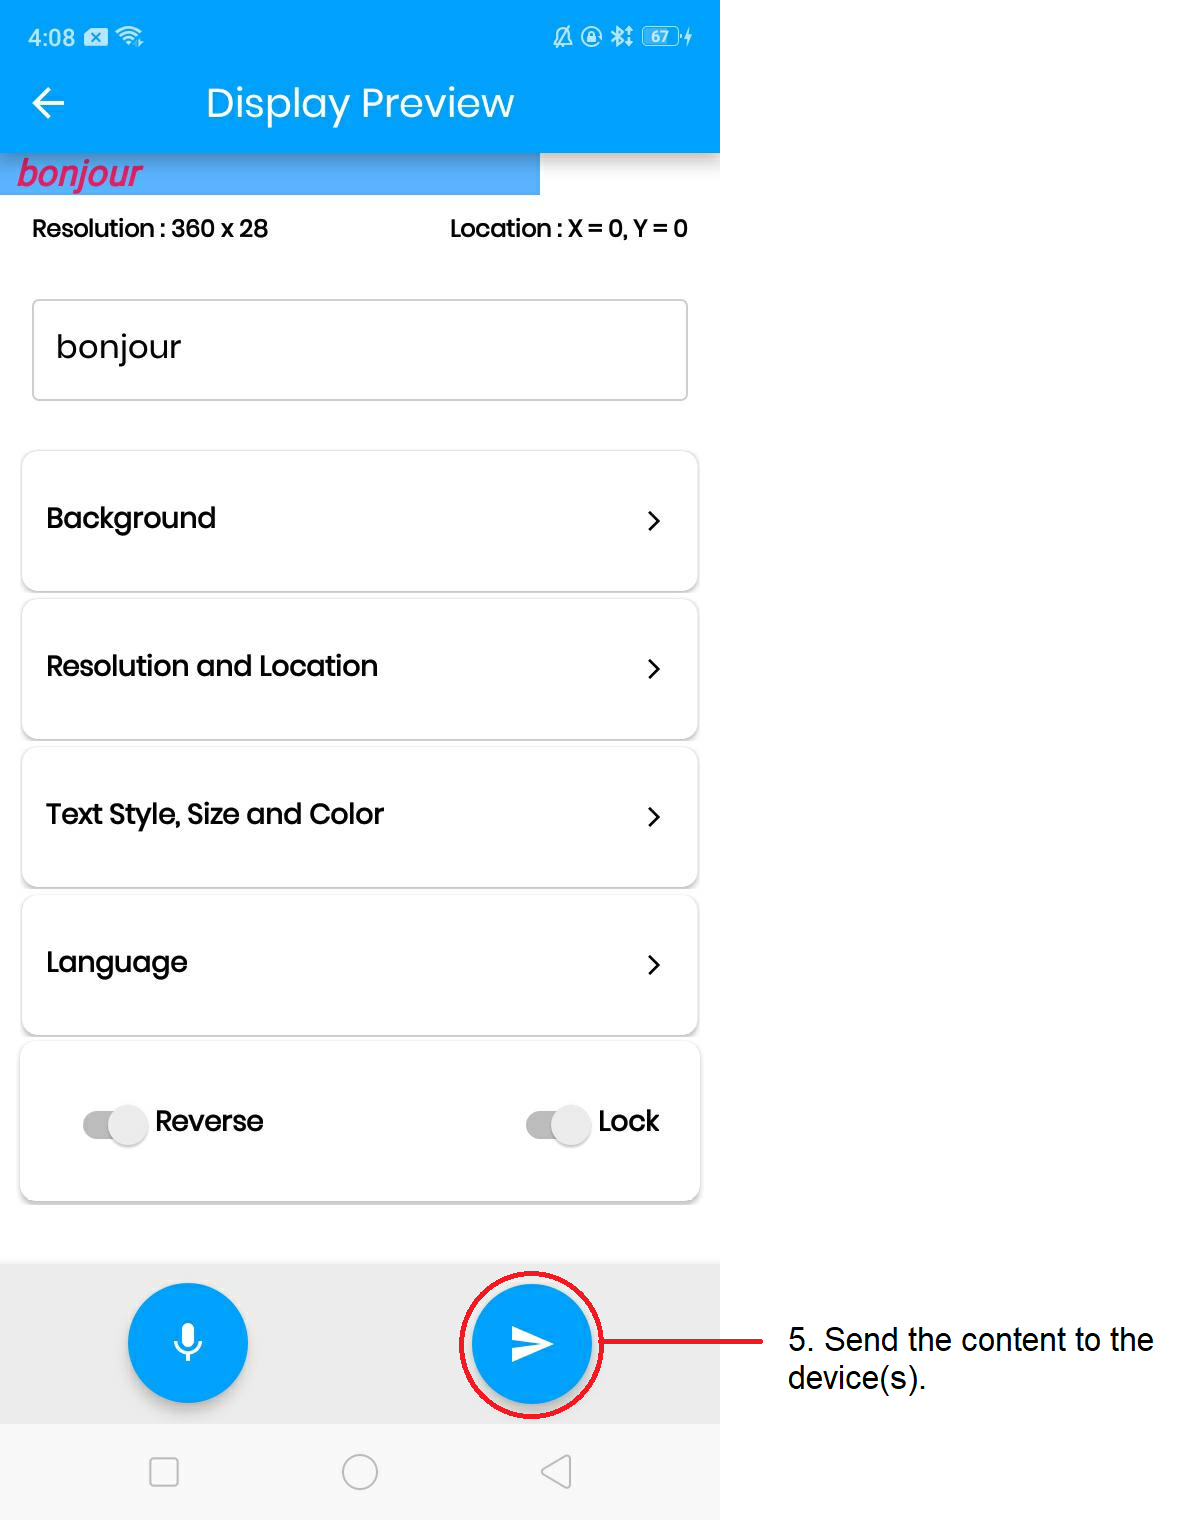 4:08
67
Display Preview
bonjour
Resolution : 360 x 28
Location : X = 0, Y = 0
bonjour
Background
Resolution and Location
Text Style, Size and Color
Language
Reverse
Lock
5. Send the content to the
device(s).